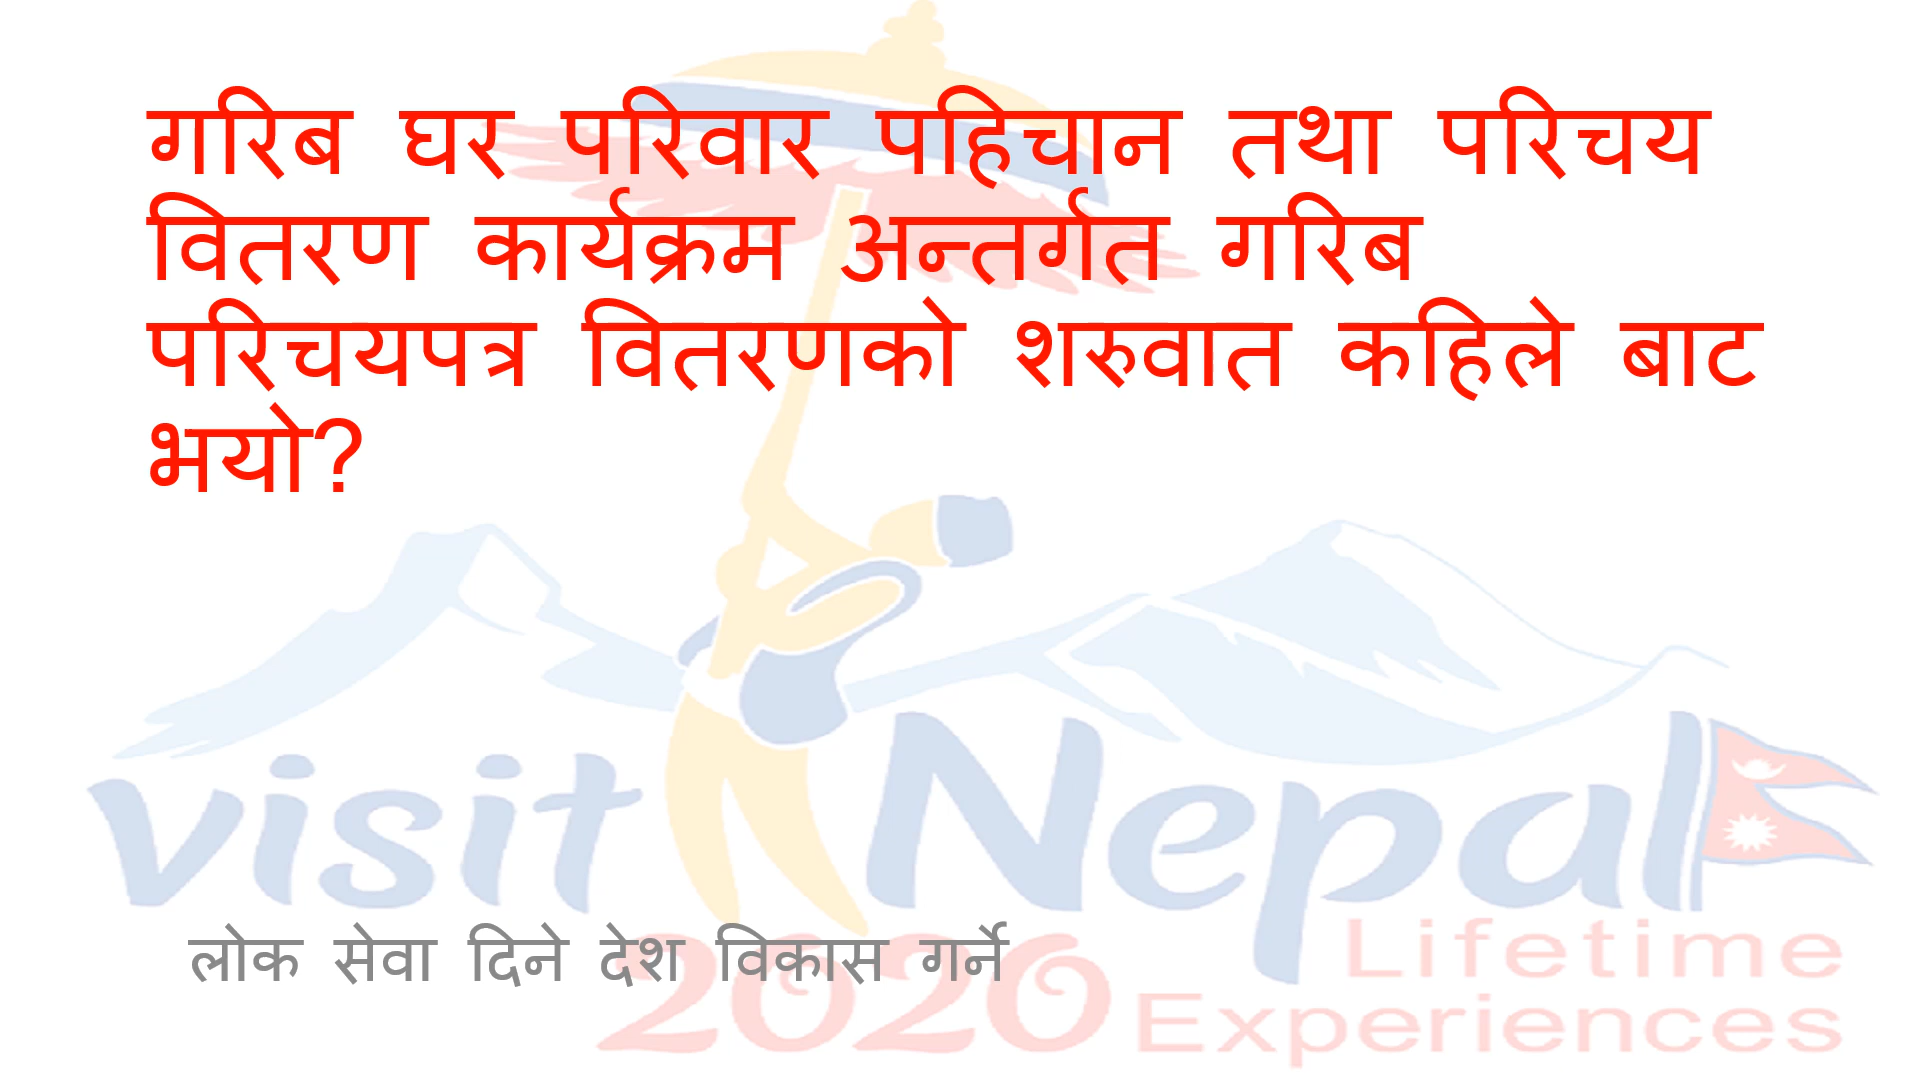 गरिब घर परिवार पहिचान तथा परिचय
वितरण कार्यक्रम अन्तर्गत गरिब
परिचयपत्र वितरणको शरुवात कहिले बाट
भयो?
visit Nepal
लोक सेवा दिने देश विकास गर्ने
2020
Lifetime
Experiences